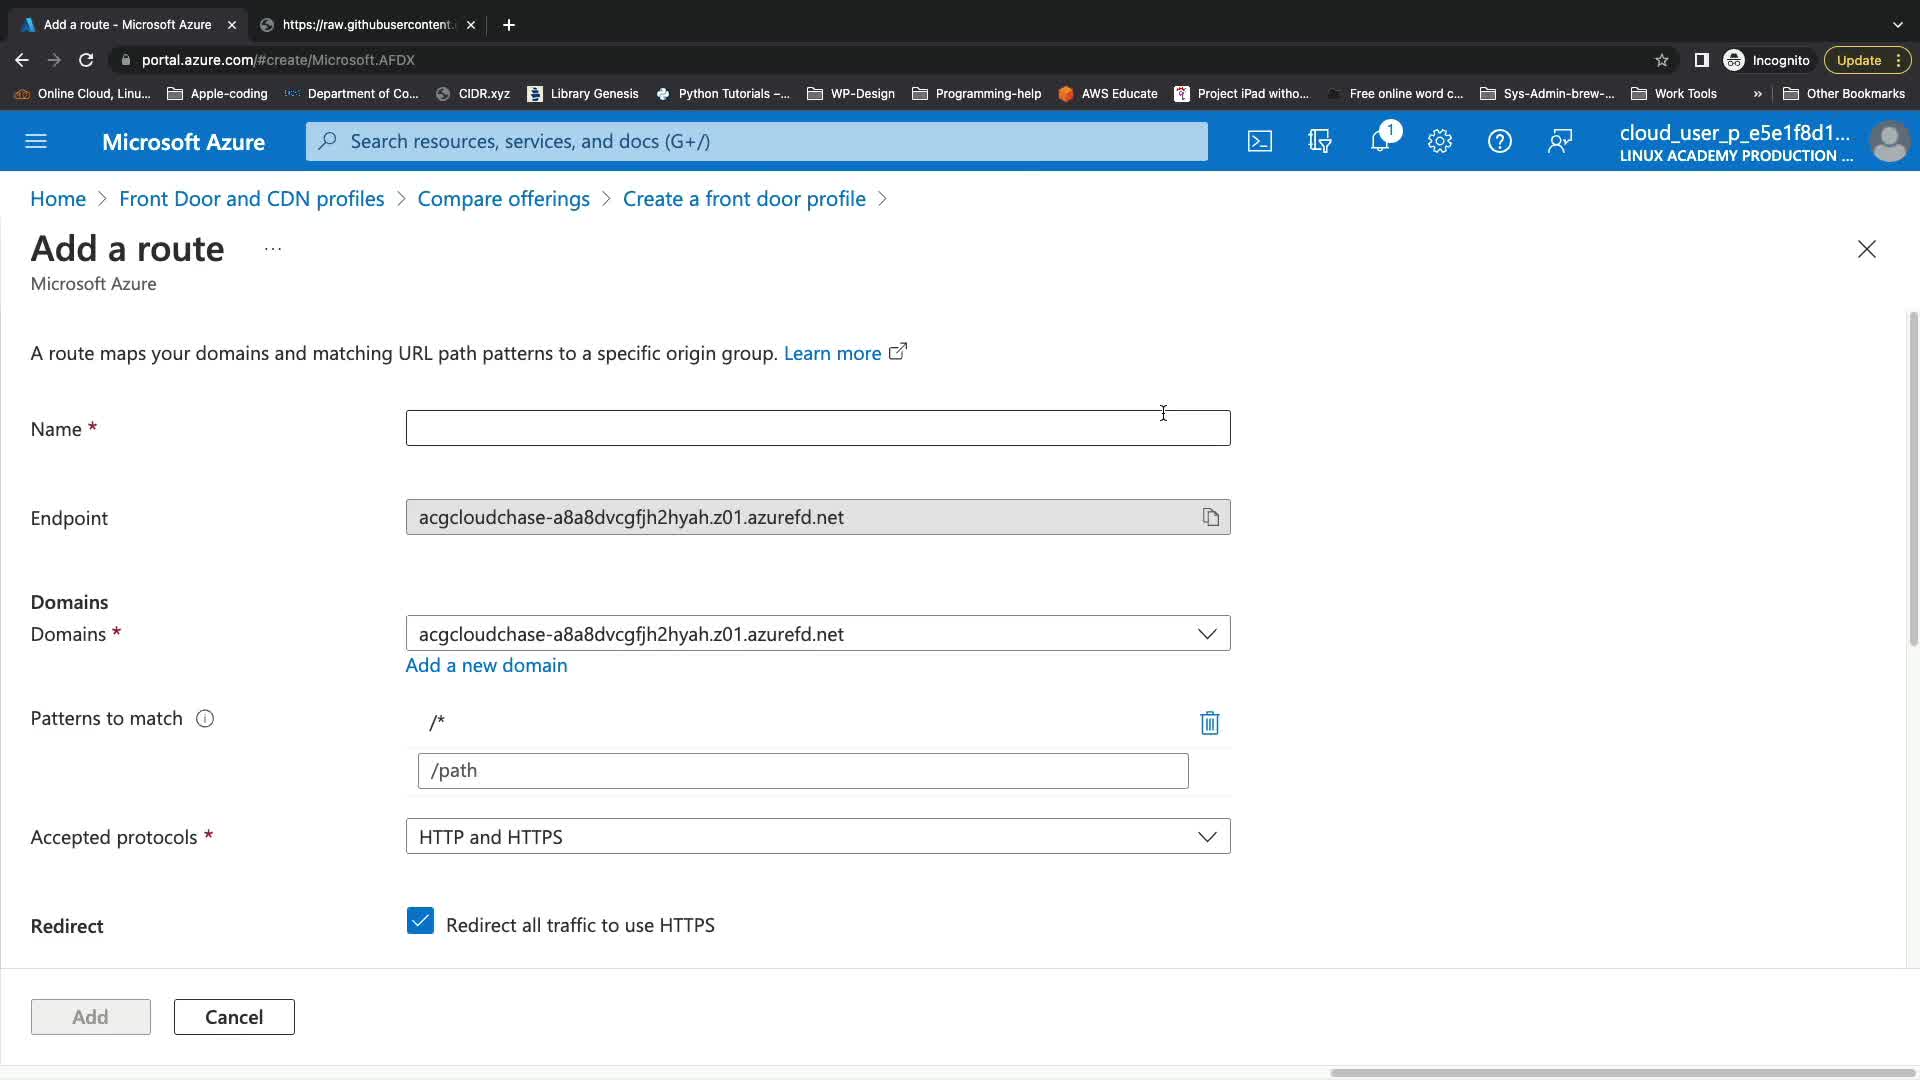 Add a route - Microsoft Azure
https://raw.githubusercontent.
portal.azure.com/#create/Microsoft.AFDX
Incognito
Update
Online Cloud, Linu...
Apple-coding
Department of Co...
CIDR.xyz
Library Genesis
Python Tutorials –...
WP-Design
Programming-help
AWS Educate
Project iPad witho...
Free online word c...
Sys-Admin-brew-...
Work Tools
»
Other Bookmarks
Microsoft Azure
Search resources, services, and docs (G+/)
1
cloud_user_p_e5e1f8d1...
LINUX ACADEMY PRODUCTION ...
Home > Front Door and CDN profiles > Compare offerings > Create a front door profile >
Add a route ...
Microsoft Azure
A route maps your domains and matching URL path patterns to a specific origin group. Learn more
Name *
Endpoint
acgcloudchase-a8a8dvcgfjh2hyah.z01.azurefd.net
Domains
Domains *
acgcloudchase-a8a8dvcgfjh2hyah.z01.azurefd.net
Add a new domain
Patterns to match
/*
/path
Accepted protocols *
HTTP and HTTPS
Redirect
Redirect all traffic to use HTTPS
Add
Cancel